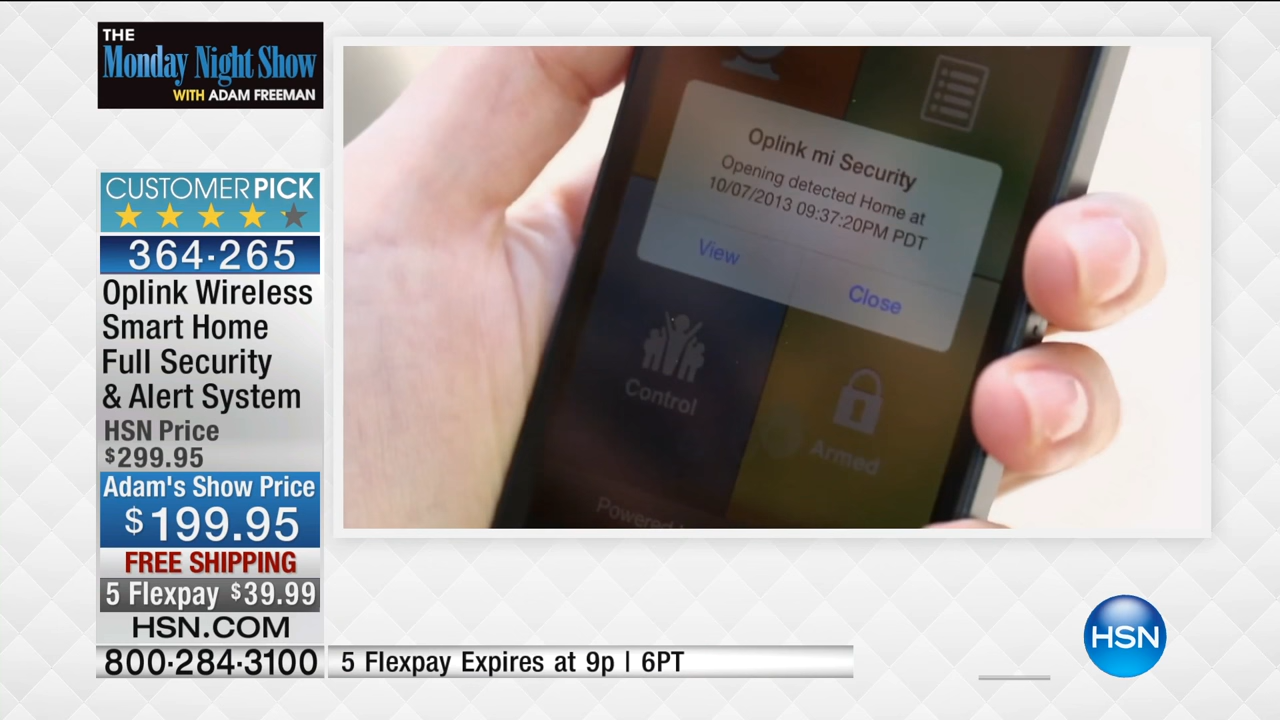 THE
Monday Night Show
WITH ADAM FREEMAN
CUSTOMER PICK
364·265
Oplink Wireless
Smart Home
Full Security
& Alert System
HSN Price
$299.95
Adam's Show Price
$199.95
FREE SHIPPING
5 Flexpay $39.99
HSN.COM
800·284·3100
5 Flexpay Expires at 9p | 6PT
Oplink mi Security
Opening detected Home at
10/07/2013 09:37:20PM PDT
View
Close
Control
Armed
Powered
HSN